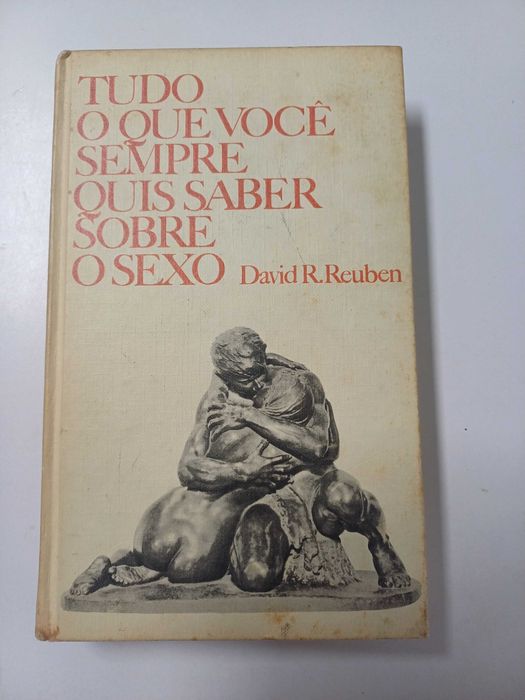 TUDO
O QUE VOCÊ
SEMPRE
QUIS SABER
SOBRE
O SEXO David R. Reuben